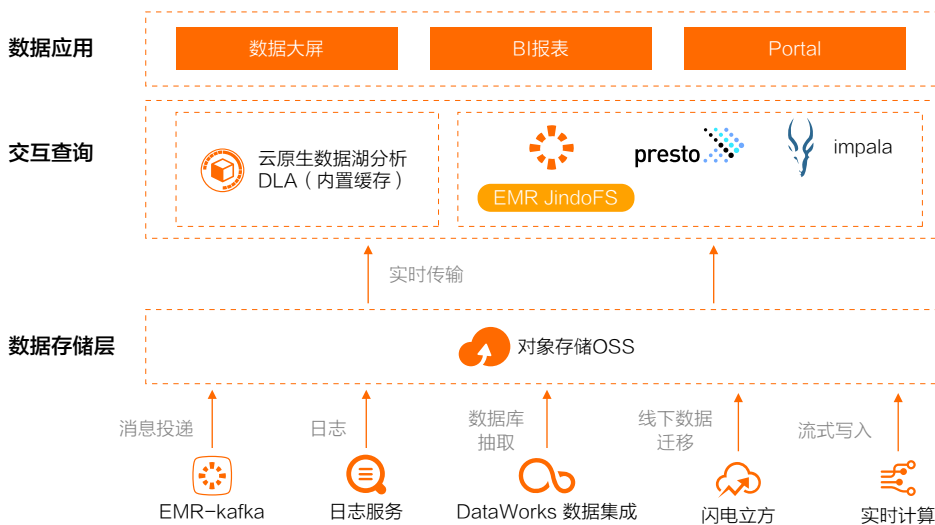 数据应用
数据大屏
BI报表
Portal
交互查询
云原生数据湖分析
DLA（内置缓存）
EMR JindoFS
presto
impala
实时传输
数据存储层
对象存储OSS
消息投递
日志
数据库
抽取
线下数据
迁移
流式写入
EMR-kafka
日志服务
DataWorks 数据集成
闪电立方
实时计算